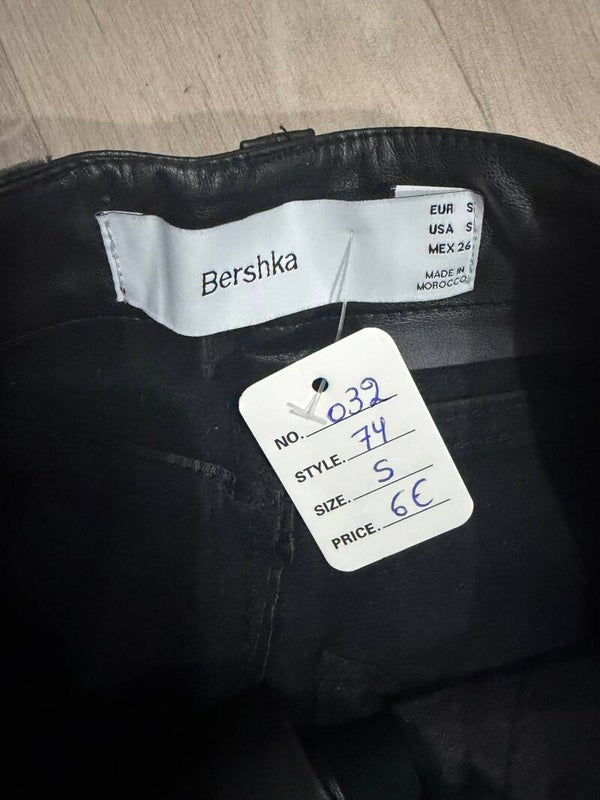 Bershka
EUR S
USA S
MEX 26
MADE IN
MOROCCO
NO. 032
STYLE. 74
SIZE. S
PRICE. 6€